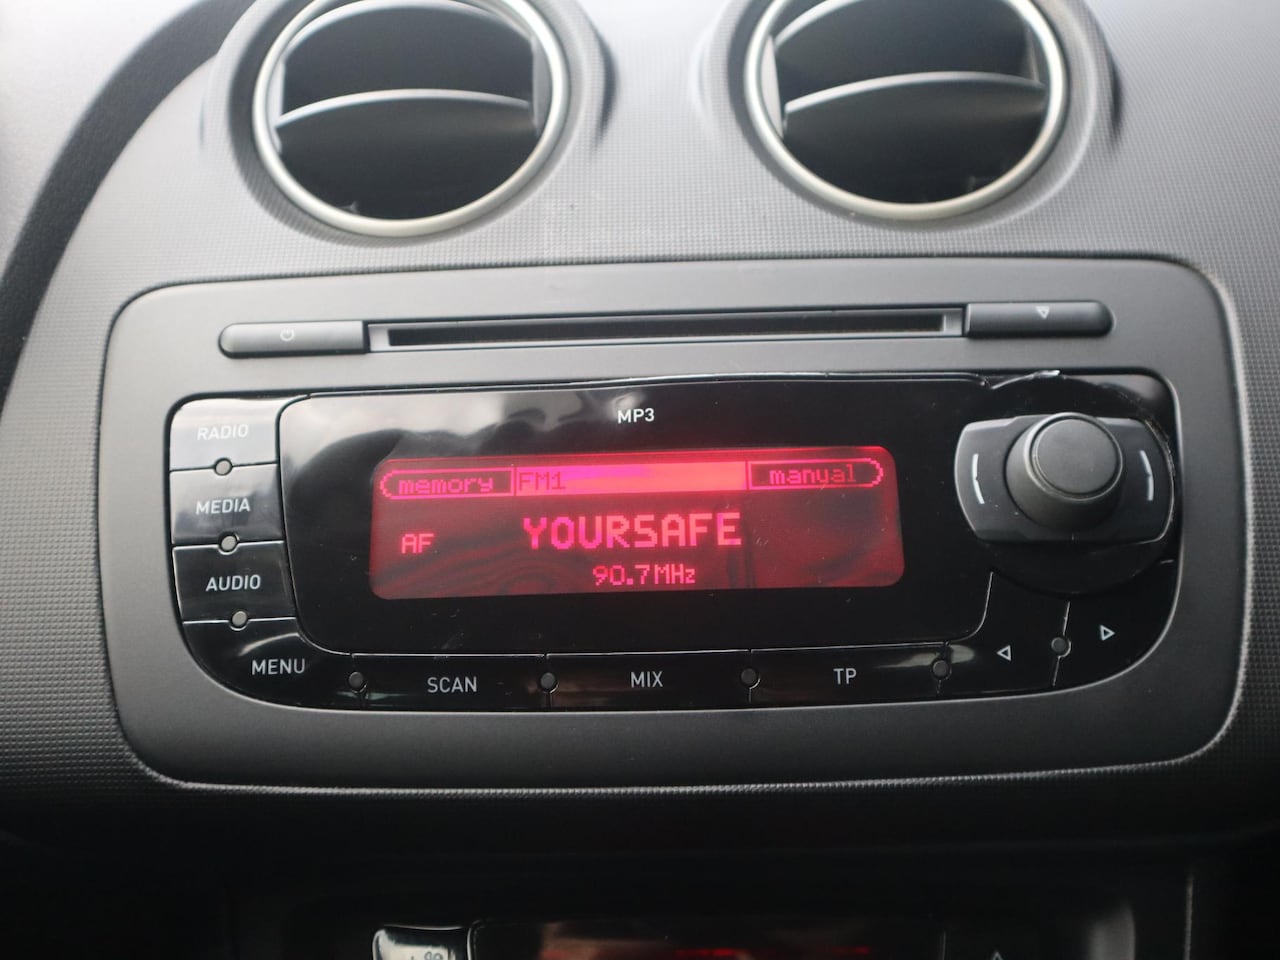 MP3
RADIO
memory FM1 manual
MEDIA
YOURSAFE
AF
90.7MHz
AUDIO
MENU
SCAN
MIX
TP